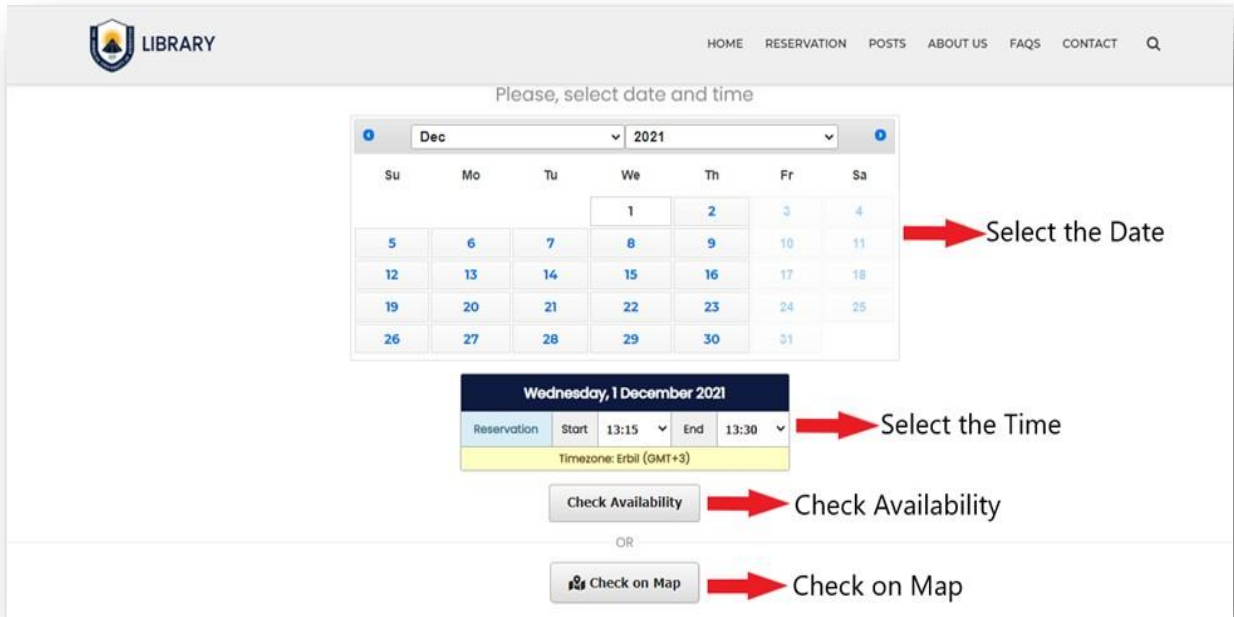 LIBRARY HOME RESERVATION POSTS ABOUT US FAQS CONTACT
Please, select date and time
Dec 2021
Su Mo Tu We Th Fr Sa
1 2 3 4
5 6 7 8 9 10 11
12 13 14 15 16 17 18
19 20 21 22 23 24 25
26 27 28 29 30 31
Select the Date
Wednesday, 1 December 2021
Reservation Start 13:15 End 13:30
Select the Time
Timezone: Erbil (GMT+3)
Check Availability
Check Availability
OR
Check on Map
Check on Map